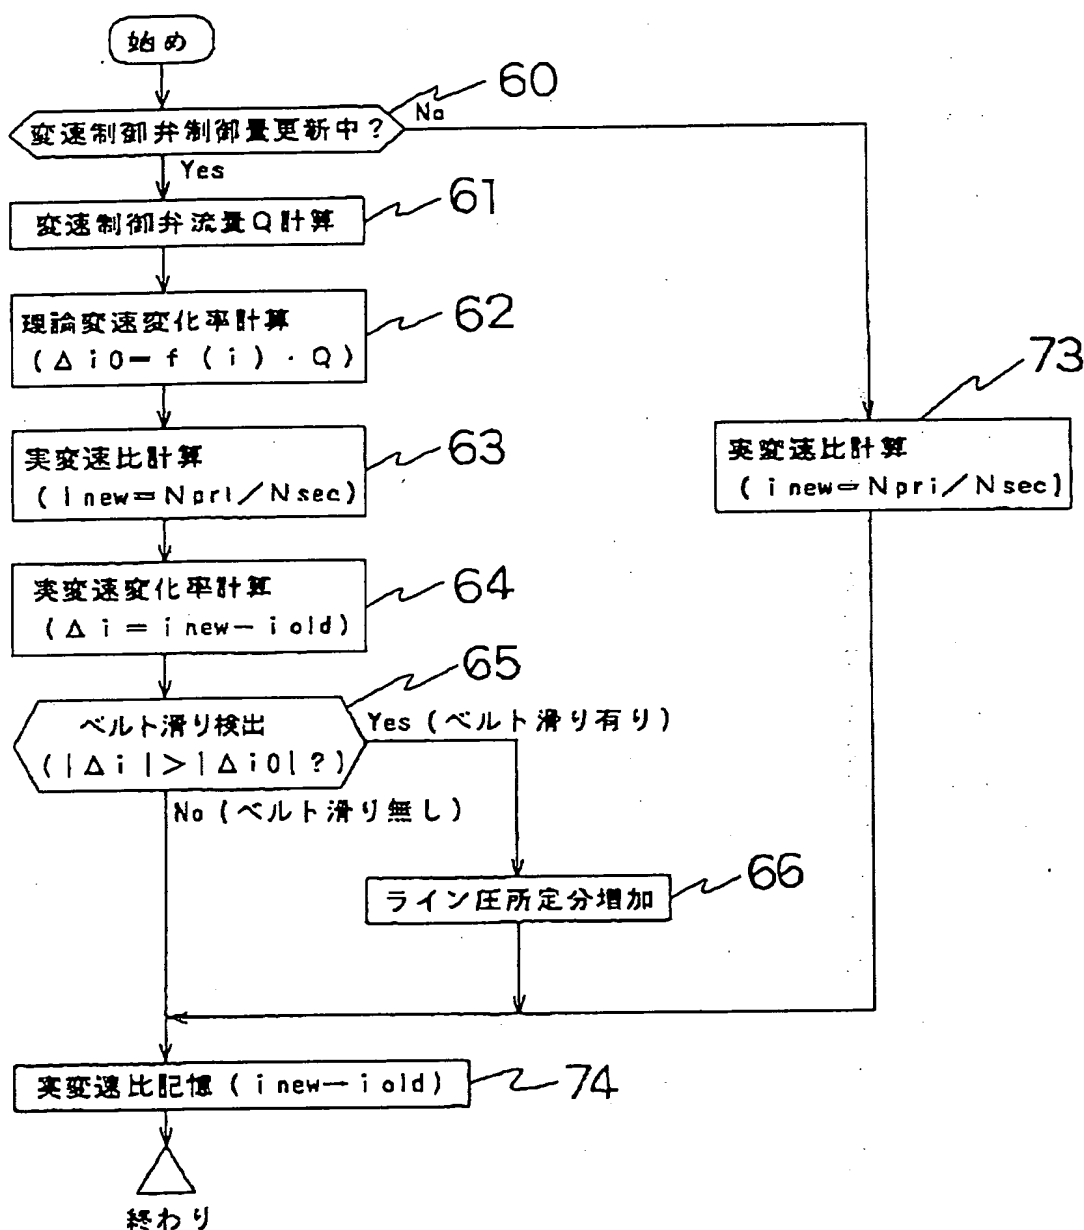 始め
60
変速制御弁制御量更新中？
No
Yes
変速制御弁流量Q計算
61
理論変速変化率計算
(Δi0＝f(i)・Q)
62
実変速比計算
(inew＝Npri／Nsec)
63
実変速比計算
(inew＝Npri／Nsec)
73
実変速変化率計算
(Δi＝inew－iold)
64
65
ベルト滑り検出
(|Δi|＞|Δi0|？)
Yes (ベルト滑り有り)
No (ベルト滑り無し)
ライン圧所定分増加
66
実変速比記憶 (inew→iold)
74
終わり